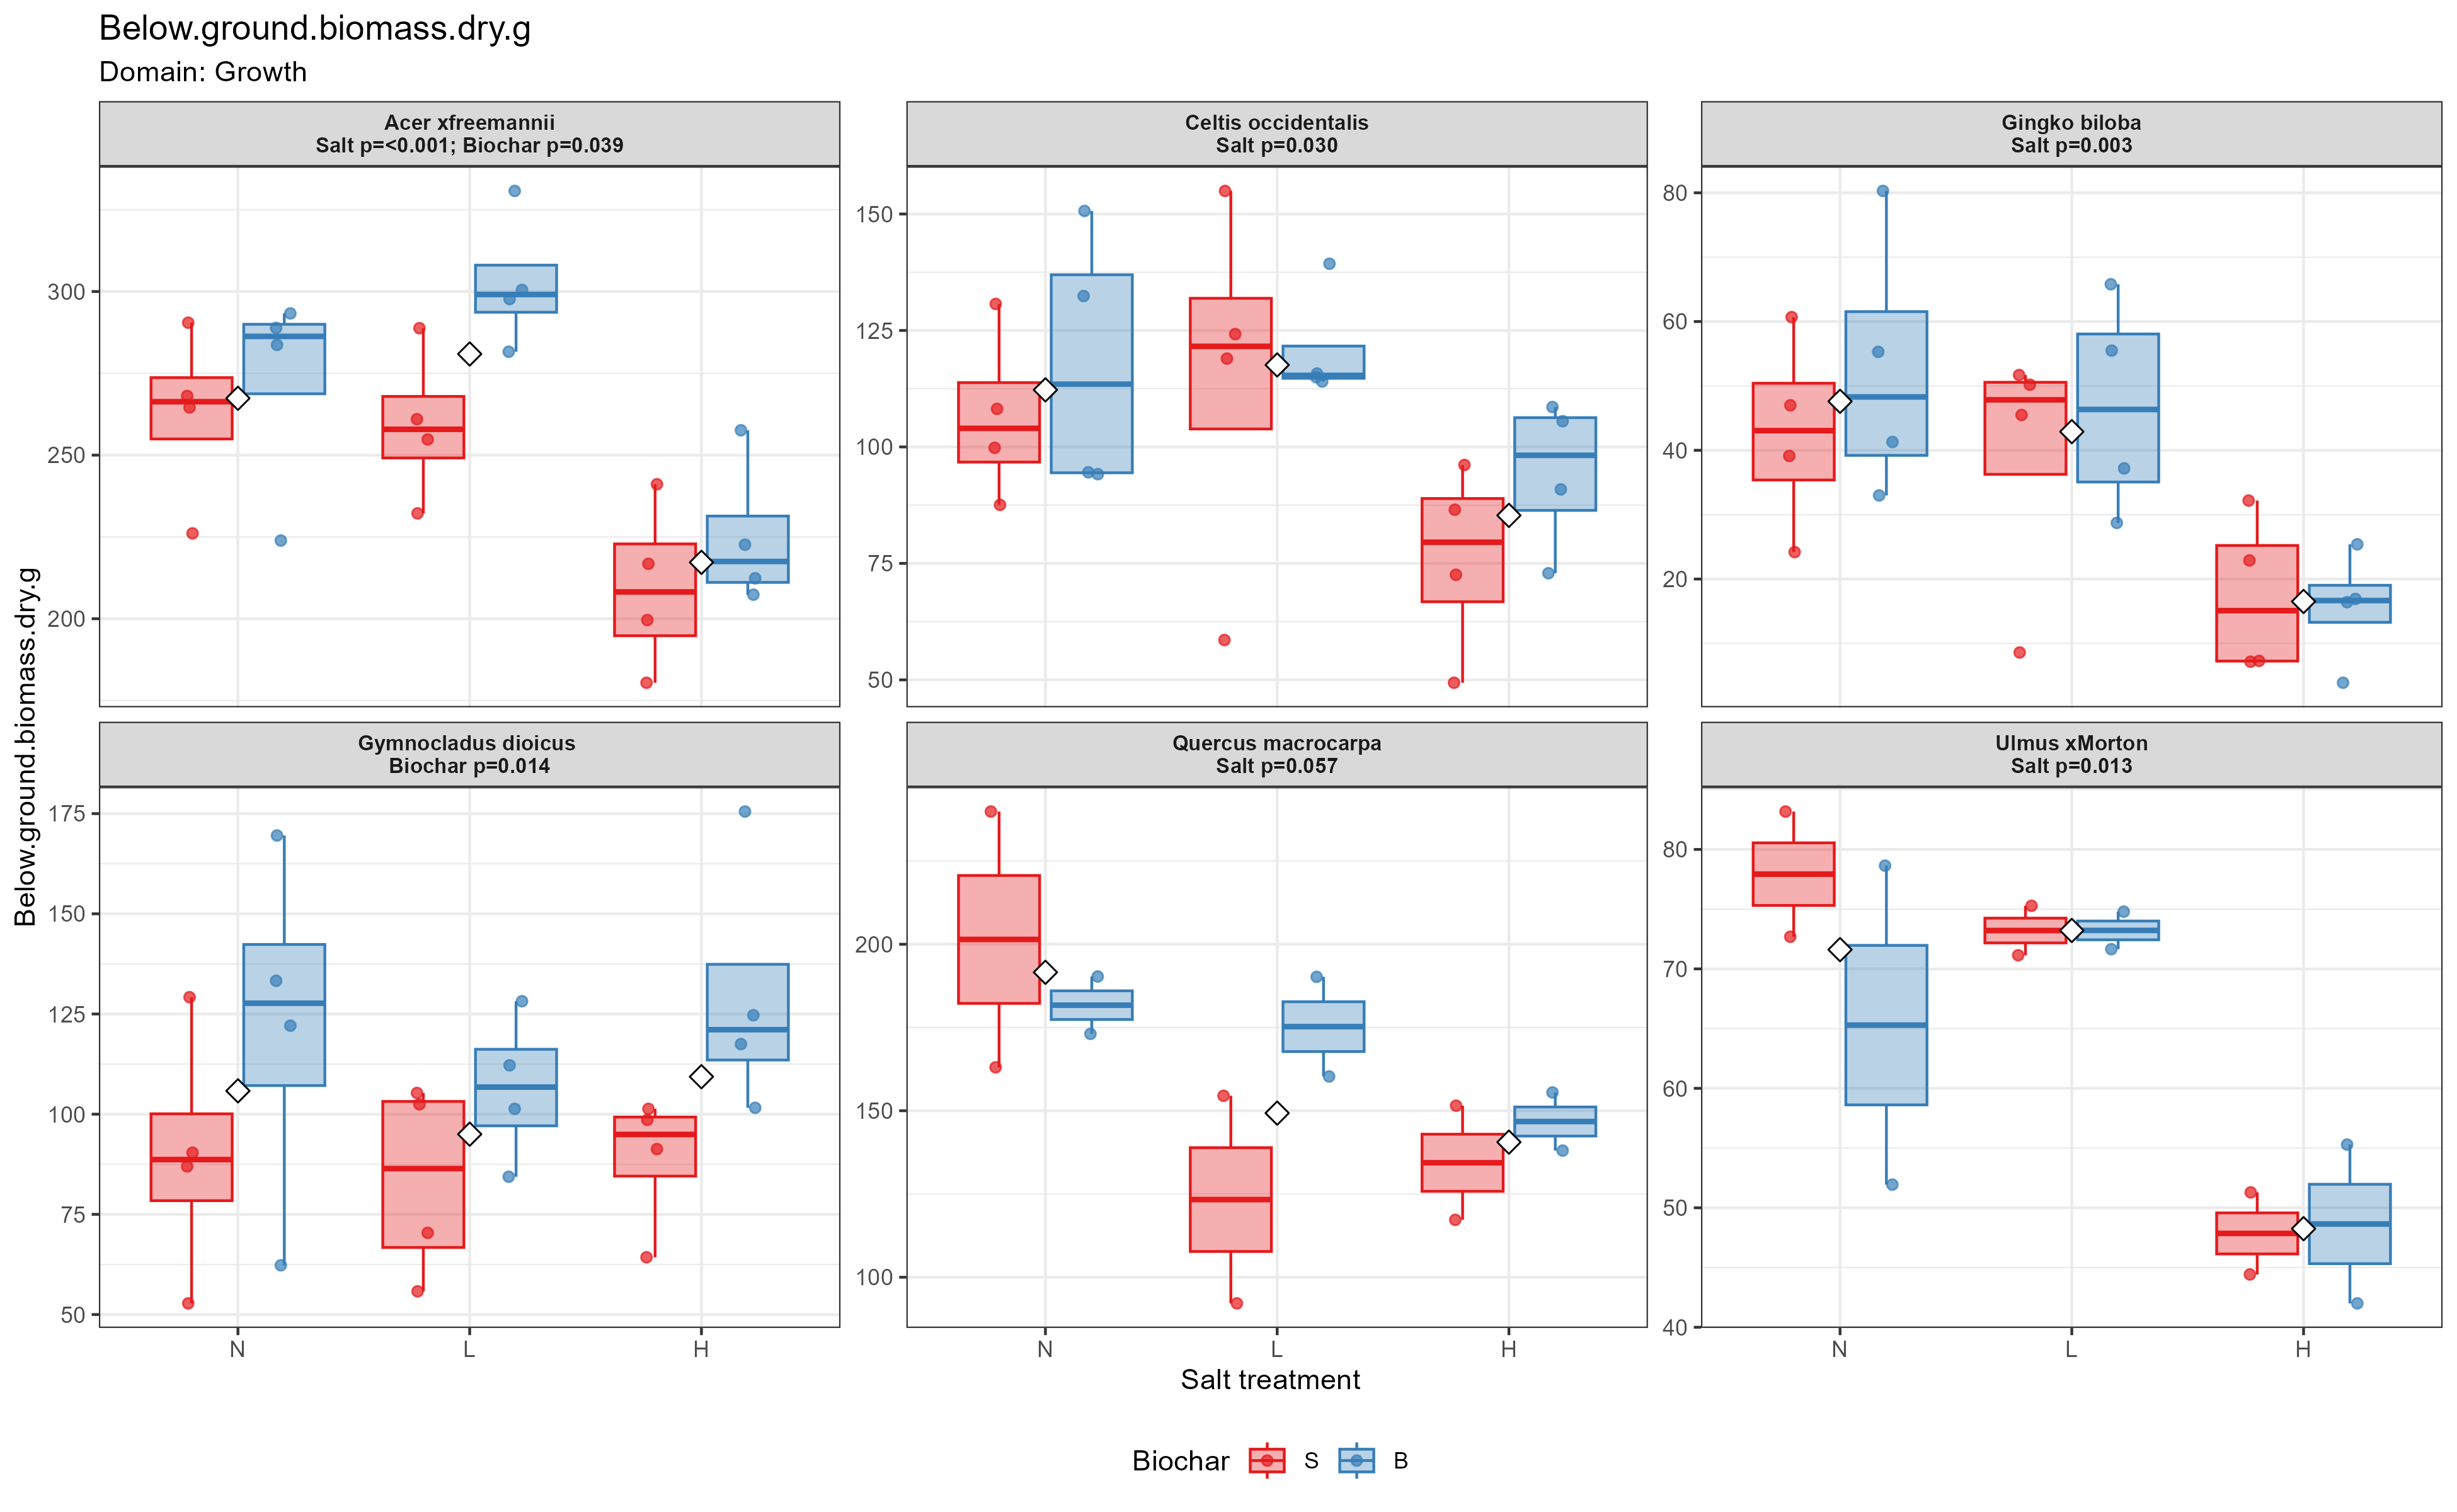 Below.ground.biomass.dry.g
Domain: Growth
Acer xfreemannii
Salt p=<0.001; Biochar p=0.039
Celtis occidentalis
Salt p=0.030
Gingko biloba
Salt p=0.003
300
250
200
150
125
100
75
50
80
60
40
20
Below.ground.biomass.dry.g
Gymnocladus dioicus
Biochar p=0.014
Quercus macrocarpa
Salt p=0.057
Ulmus xMorton
Salt p=0.013
175
150
125
100
75
50
200
150
100
80
70
60
50
40
N L H
N L H
N L H
Salt treatment
Biochar S B